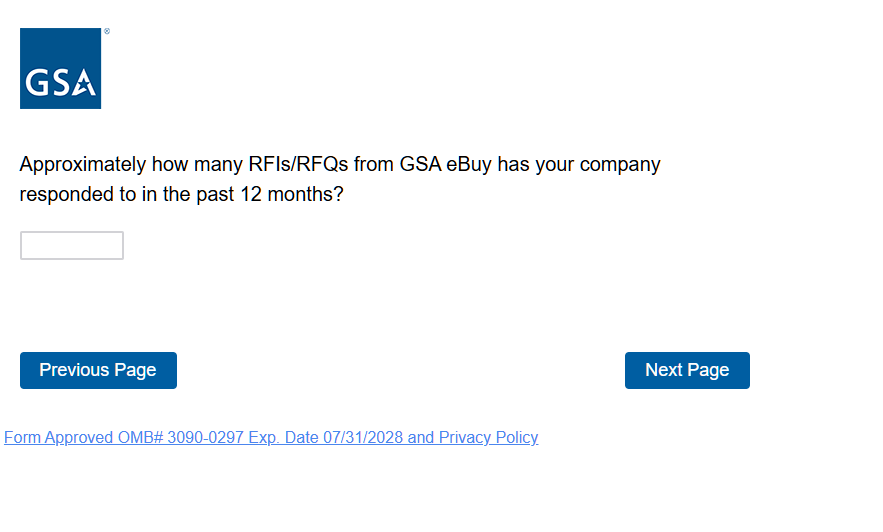 GSA®
Approximately how many RFIs/RFQs from GSA eBuy has your company
responded to in the past 12 months?
Previous Page
Next Page
Form Approved OMB# 3090-0297 Exp. Date 07/31/2028 and Privacy Policy